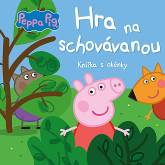 Peppa Pig
Hra na
schovávanou
Knížka s okénky